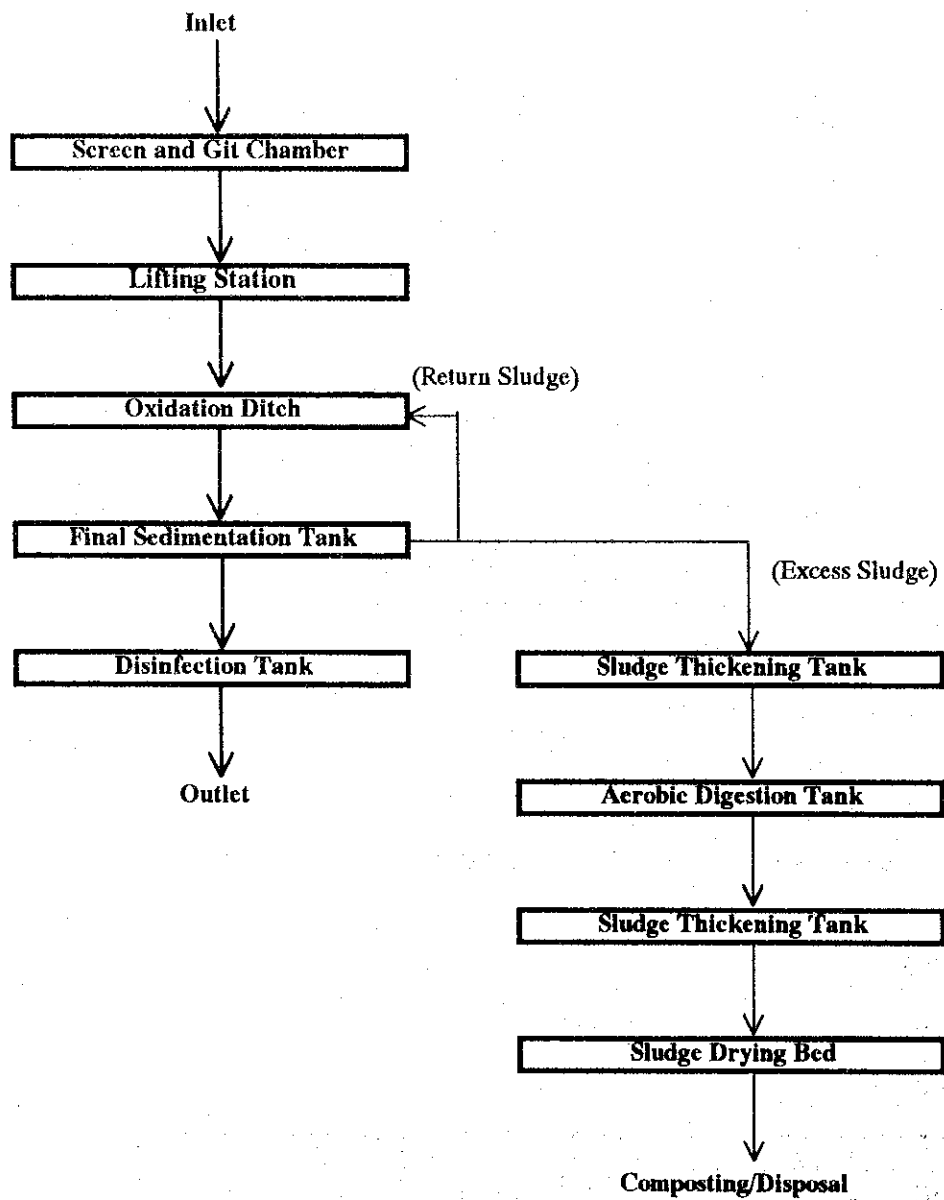 Inlet
Screen and Git Chamber
Lifting Station
(Return Sludge)
Oxidation Ditch
Final Sedimentation Tank
(Excess Sludge)
Disinfection Tank
Sludge Thickening Tank
Outlet
Aerobic Digestion Tank
Sludge Thickening Tank
Sludge Drying Bed
Composting/Disposal